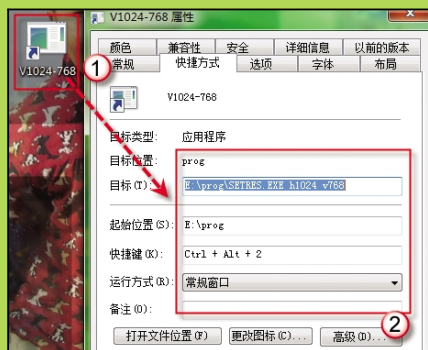 V1024-768 属性
颜色 兼容性 安全 详细信息 以前的版本
常规 快捷方式 选项 字体 布局
V1024-768
①
V1024-768
目标类型: 应用程序
目标位置: prog
目标(T): E:\prog\SETRES.EXE h1024 v768
起始位置(S): E:\prog
快捷键(K): Ctrl + Alt + 2
运行方式(R): 常规窗口
备注(O):
②
打开文件位置(F) 更改图标(C)... 高级(D)...